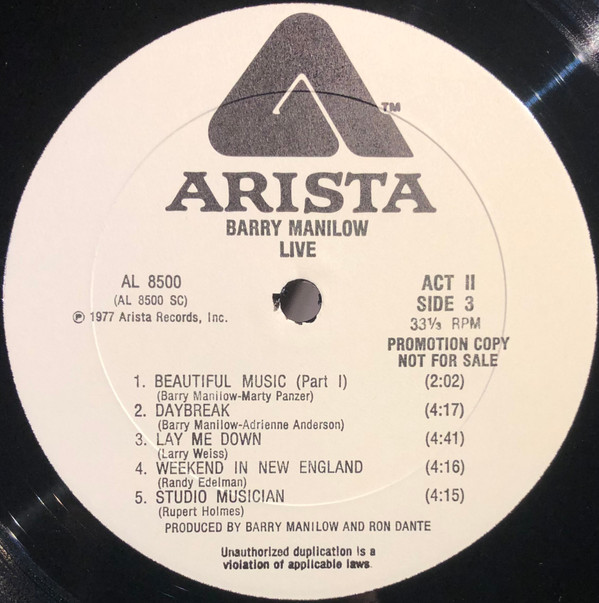 TM
ARISTA
BARRY MANILOW
LIVE
AL 8500
(AL 8500 SC)
℗ 1977 Arista Records, Inc.
ACT II
SIDE 3
33⅓ RPM
PROMOTION COPY
NOT FOR SALE
1. BEAUTIFUL MUSIC (Part I) (2:02)
(Barry Manilow-Marty Panzer)
2. DAYBREAK (4:17)
(Barry Manilow-Adrienne Anderson)
3. LAY ME DOWN (4:41)
(Larry Weiss)
4. WEEKEND IN NEW ENGLAND (4:16)
(Randy Edelman)
5. STUDIO MUSICIAN (4:15)
(Rupert Holmes)
PRODUCED BY BARRY MANILOW AND RON DANTE
Unauthorized duplication is a
violation of applicable laws.